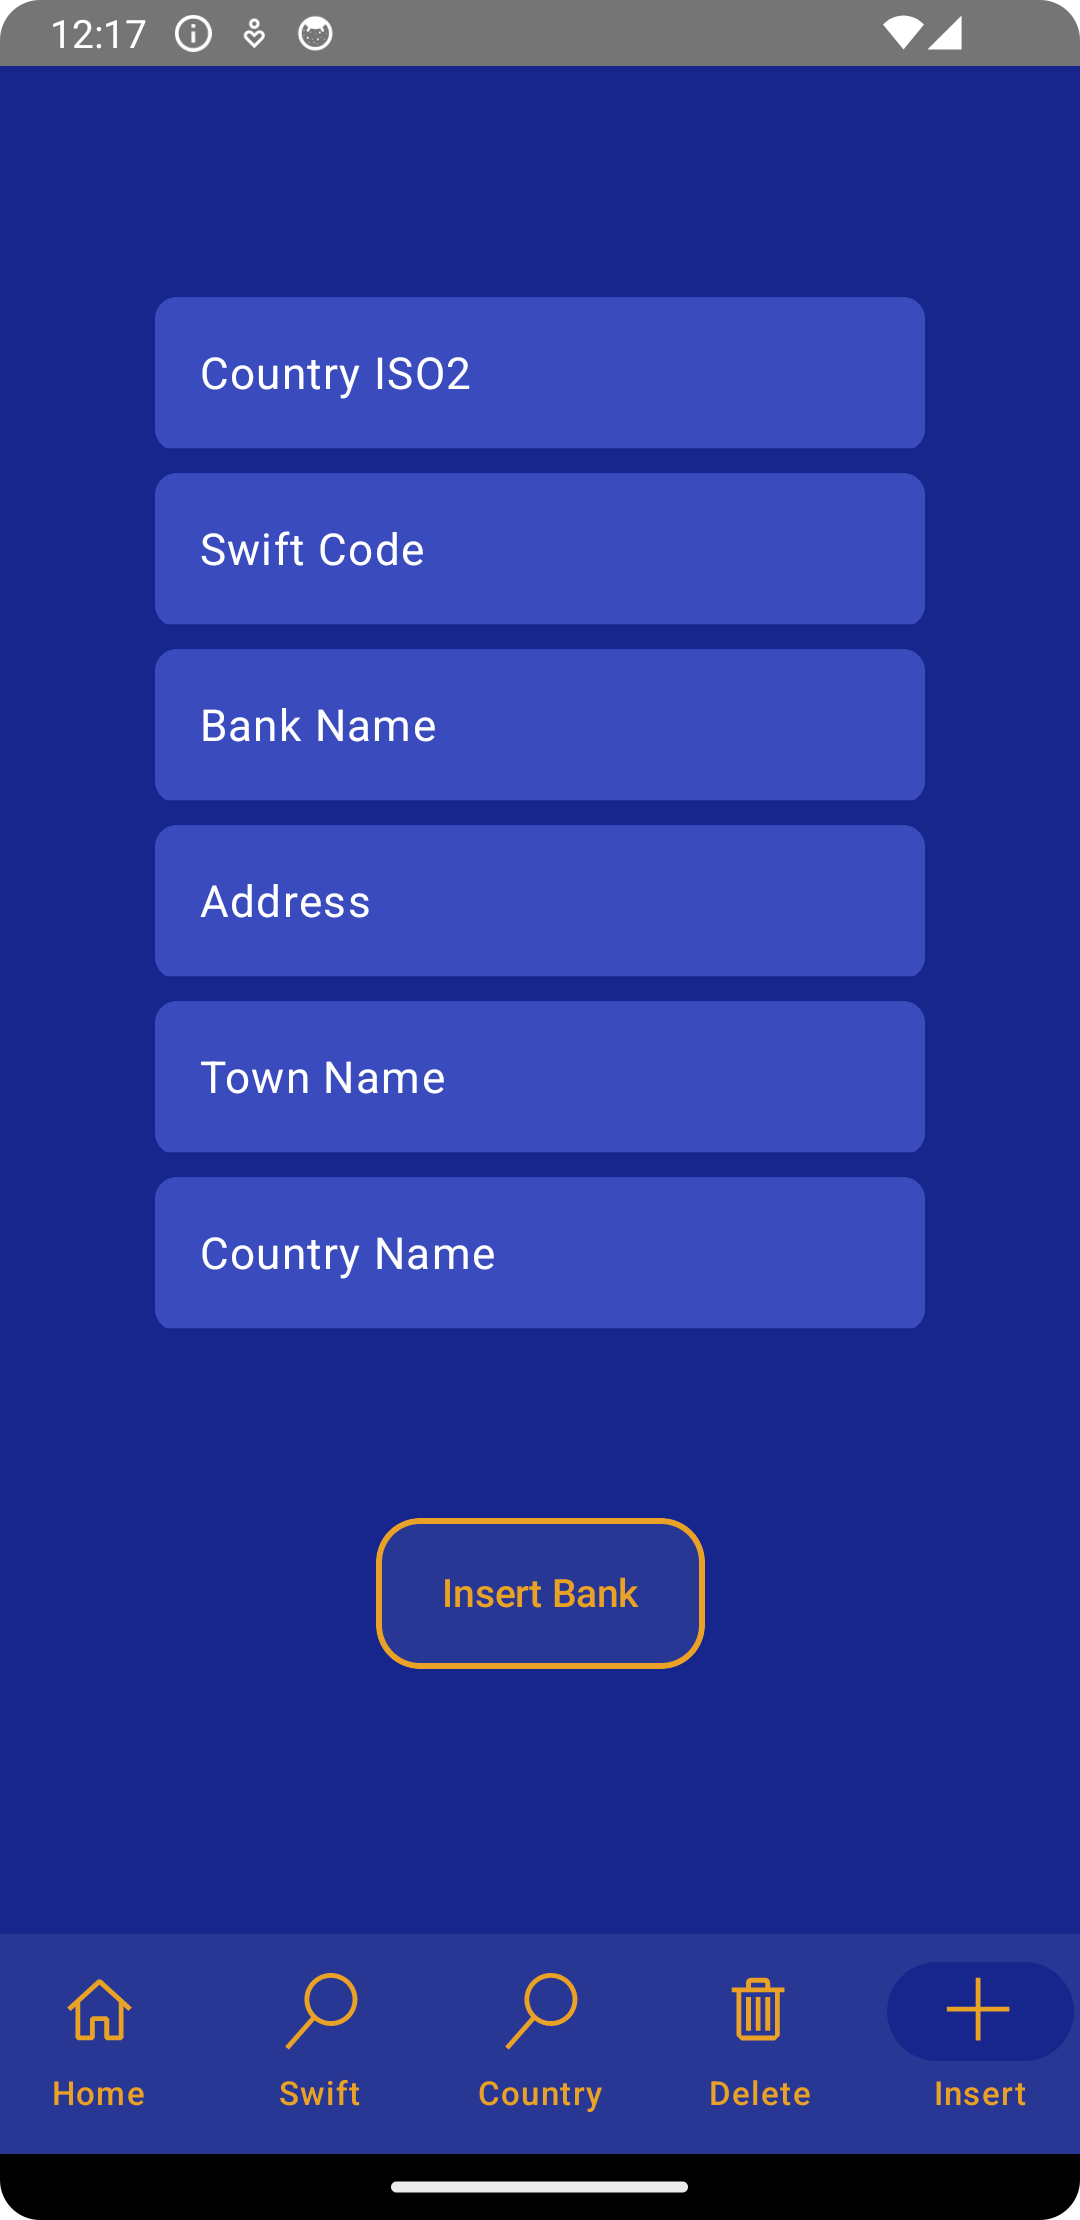 12:17
Country ISO2
Swift Code
Bank Name
Address
Town Name
Country Name
Insert Bank
Home
Swift
Country
Delete
Insert